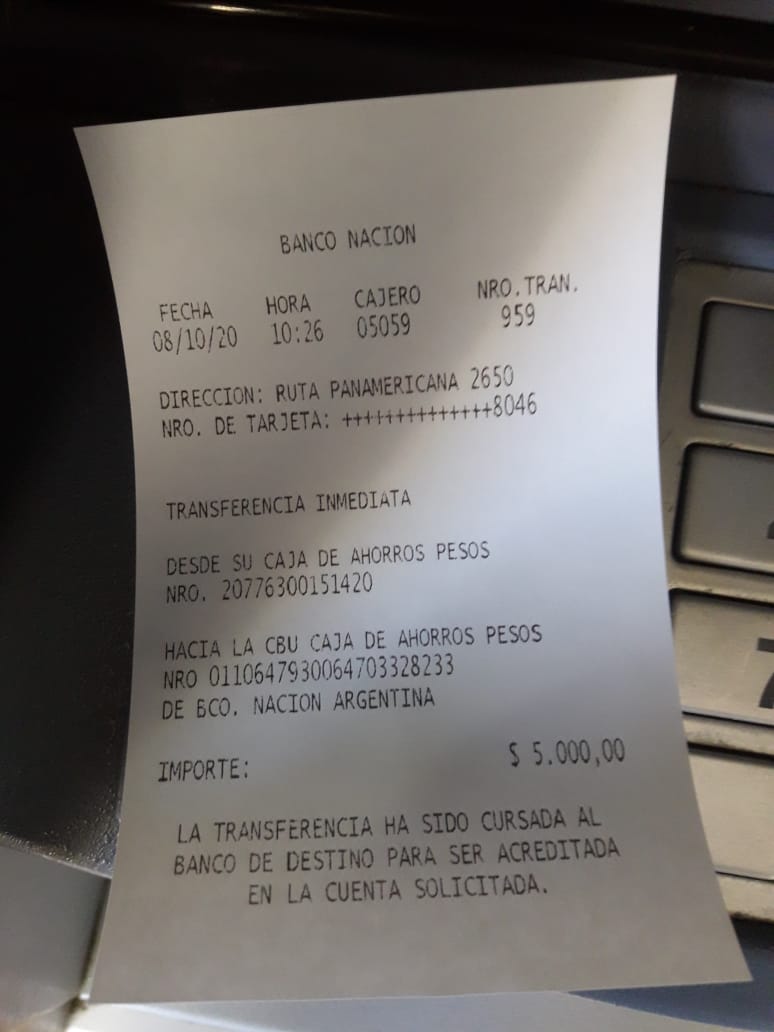 BANCO NACION
FECHA HORA CAJERO NRO.TRAN.
08/10/20 10:26 05059 959
DIRECCION: RUTA PANAMERICANA 2650
NRO. DE TARJETA: +++++++++++++++8046
TRANSFERENCIA INMEDIATA
DESDE SU CAJA DE AHORROS PESOS
NRO. 20776300151420
HACIA LA CBU CAJA DE AHORROS PESOS
NRO 0110647930064703328233
DE BCO. NACION ARGENTINA
IMPORTE: $ 5.000,00
LA TRANSFERENCIA HA SIDO CURSADA AL
BANCO DE DESTINO PARA SER ACREDITADA
EN LA CUENTA SOLICITADA.
7